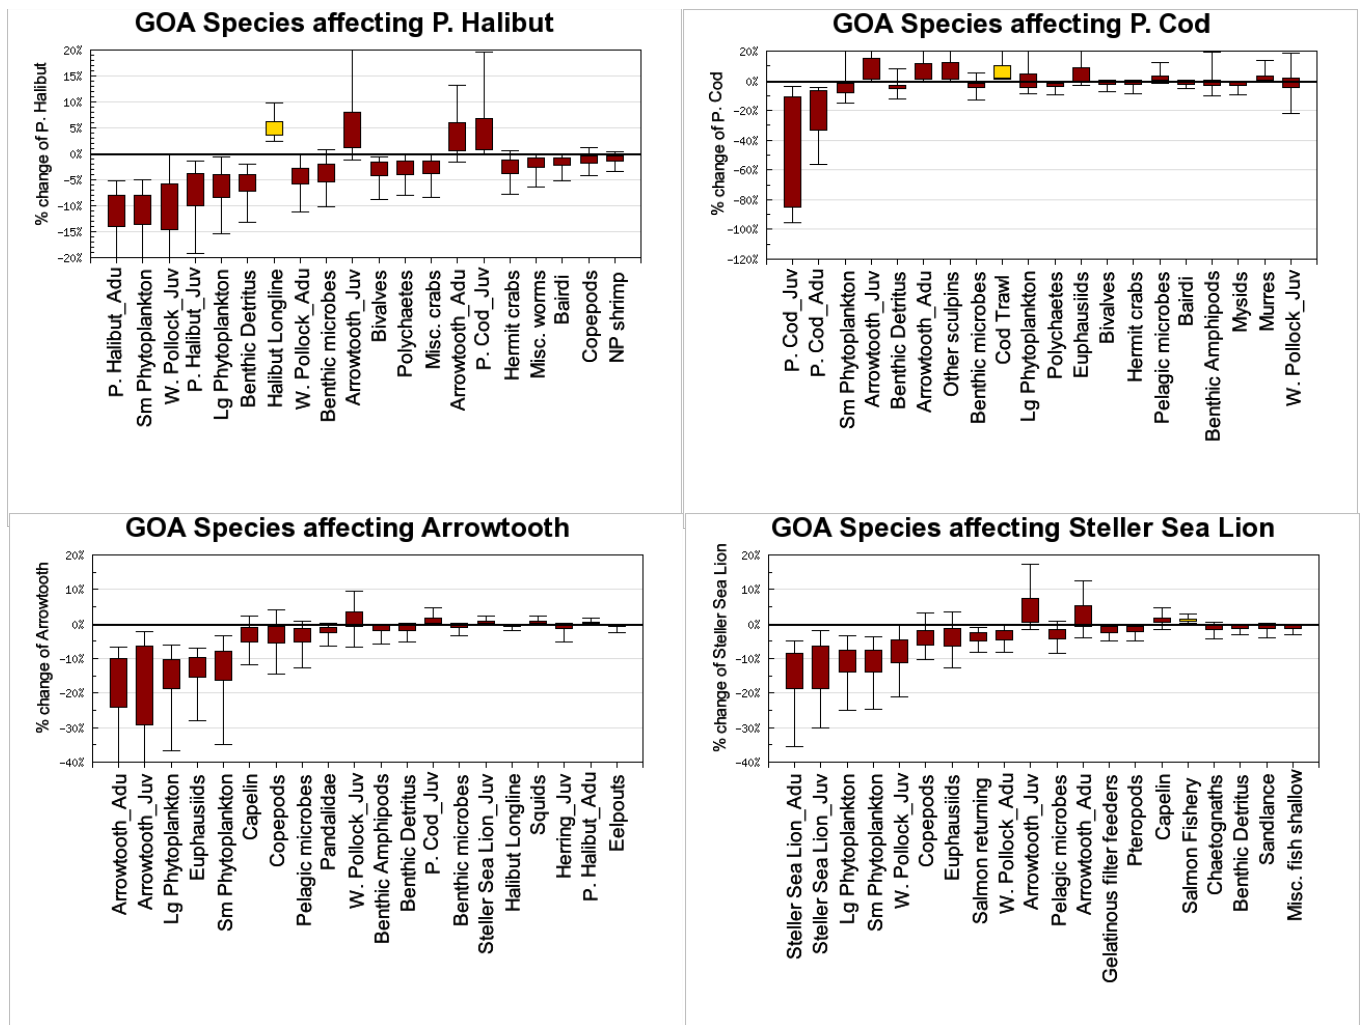 GOA Species affecting P. Halibut
% change of P. Halibut
20%
15%
10%
5%
0%
-5%
-10%
-15%
-20%
P. Halibut_Adu
Sm Phytoplankton
W. Pollock_Juv
P. Halibut_Juv
Lg Phytoplankton
Benthic Detritus
Halibut Longline
W. Pollock_Adu
Benthic microbes
Arrowtooth_Juv
Bivalves
Polychaetes
Misc. crabs
Arrowtooth_Adu
P. Cod_Juv
Hermit crabs
Misc. worms
Bairdi
Copepods
NP shrimp
GOA Species affecting P. Cod
% change of P. Cod
20%
0%
-20%
-40%
-60%
-80%
-100%
-120%
P. Cod_Juv
P. Cod_Adu
Sm Phytoplankton
Arrowtooth_Juv
Benthic Detritus
Arrowtooth_Adu
Other sculpins
Benthic microbes
Cod Trawl
Lg Phytoplankton
Polychaetes
Euphausiids
Bivalves
Hermit crabs
Pelagic microbes
Bairdi
Benthic Amphipods
Mysids
Murres
W. Pollock_Juv
GOA Species affecting Arrowtooth
% change of Arrowtooth
20%
10%
0%
-10%
-20%
-30%
-40%
Arrowtooth_Adu
Arrowtooth_Juv
Lg Phytoplankton
Euphausiids
Sm Phytoplankton
Capelin
Copepods
Pelagic microbes
Pandalidae
W. Pollock_Juv
Benthic Amphipods
Benthic Detritus
P. Cod_Juv
Benthic microbes
Steller Sea Lion_Juv
Halibut Longline
Squids
Herring_Juv
P. Halibut_Adu
Eelpouts
GOA Species affecting Steller Sea Lion
% change of Steller Sea Lion
20%
10%
0%
-10%
-20%
-30%
-40%
Steller Sea Lion_Adu
Steller Sea Lion_Juv
Lg Phytoplankton
Sm Phytoplankton
W. Pollock_Juv
Copepods
Euphausiids
Salmon returning
W. Pollock_Adu
Arrowtooth_Juv
Pelagic microbes
Arrowtooth_Adu
Gelatinous filter feeders
Pteropods
Capelin
Salmon Fishery
Chaetognaths
Benthic Detritus
Sandlance
Misc. fish shallow